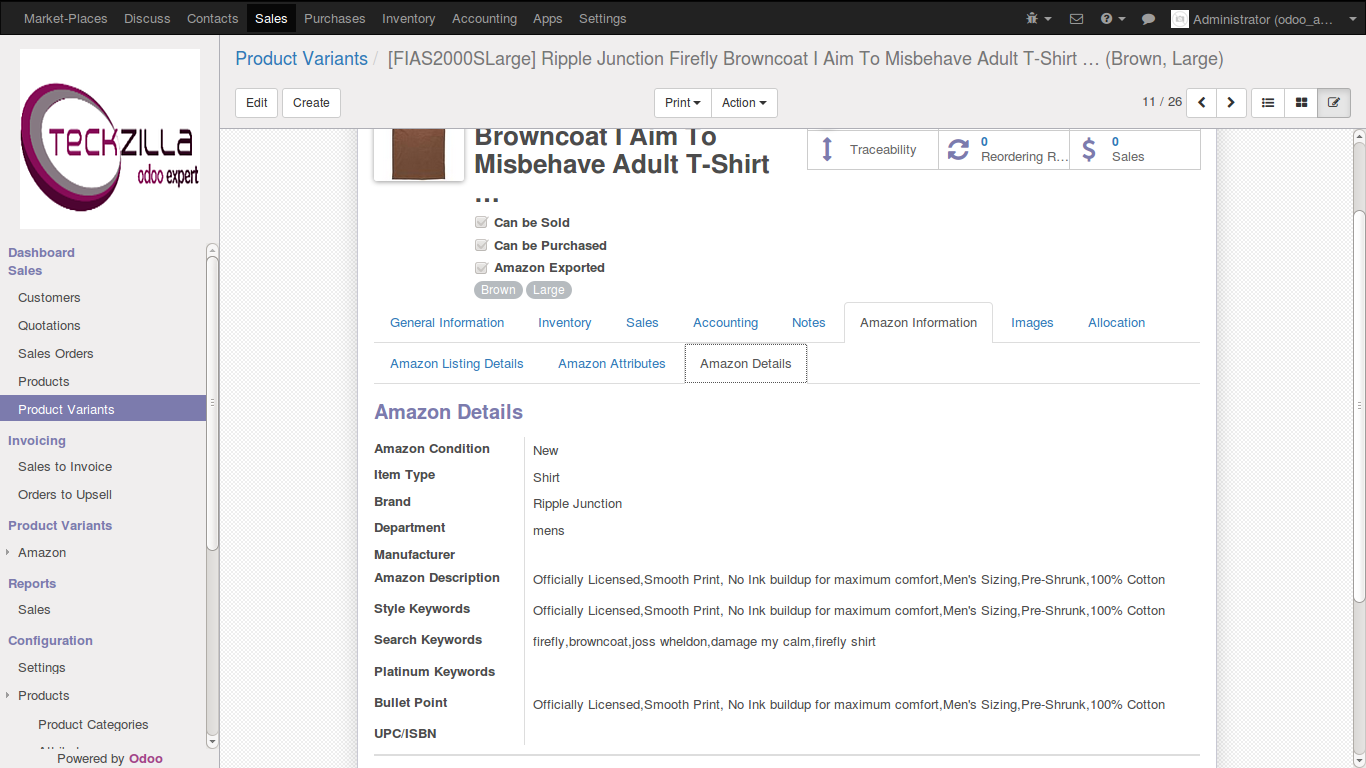 Market-Places Discuss Contacts Sales Purchases Inventory Accounting Apps Settings Administrator (odoo_a...
TECKZILLA
odoo expert
Product Variants / [FIAS2000SLarge] Ripple Junction Firefly Browncoat I Aim To Misbehave Adult T-Shirt ... (Brown, Large)
Edit Create Print Action 11 / 26
Dashboard
Sales
Customers
Quotations
Sales Orders
Products
Product Variants
Invoicing
Sales to Invoice
Orders to Upsell
Product Variants
Amazon
Reports
Sales
Configuration
Settings
Products
Product Categories
Powered by Odoo
Browncoat I Aim To
Misbehave Adult T-Shirt
...
Traceability
0
Reordering R...
0
Sales
Can be Sold
Can be Purchased
Amazon Exported
Brown Large
General Information Inventory Sales Accounting Notes Amazon Information Images Allocation
Amazon Listing Details Amazon Attributes Amazon Details
Amazon Details
Amazon Condition New
Item Type Shirt
Brand Ripple Junction
Department mens
Manufacturer
Amazon Description Officially Licensed,Smooth Print, No Ink buildup for maximum comfort,Men's Sizing,Pre-Shrunk,100% Cotton
Style Keywords Officially Licensed,Smooth Print, No Ink buildup for maximum comfort,Men's Sizing,Pre-Shrunk,100% Cotton
Search Keywords firefly,browncoat,joss wheldon,damage my calm,firefly shirt
Platinum Keywords
Bullet Point Officially Licensed,Smooth Print, No Ink buildup for maximum comfort,Men's Sizing,Pre-Shrunk,100% Cotton
UPC/ISBN